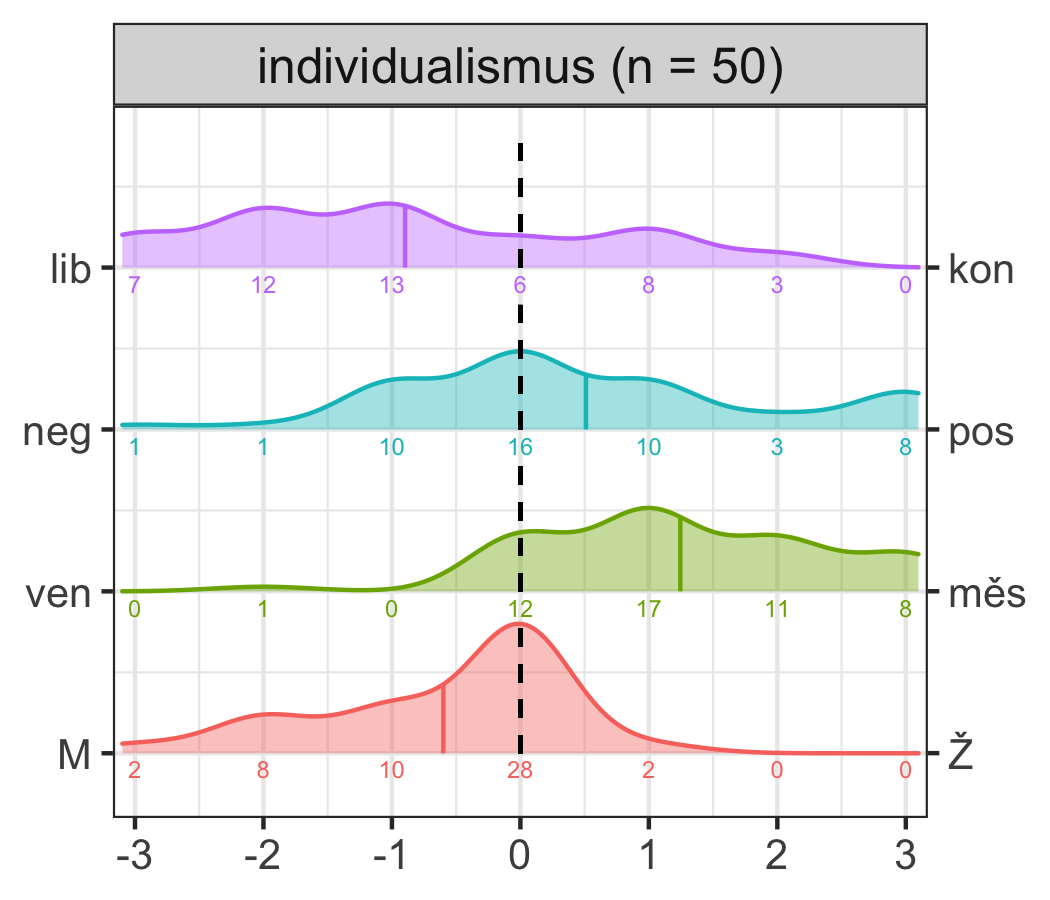 individualismus (n = 50)
lib kon
7 12 13 6 8 3 0
neg pos
1 1 10 16 10 3 8
ven měs
0 1 0 12 17 11 8
M Ž
2 8 10 28 2 0 0
-3 -2 -1 0 1 2 3